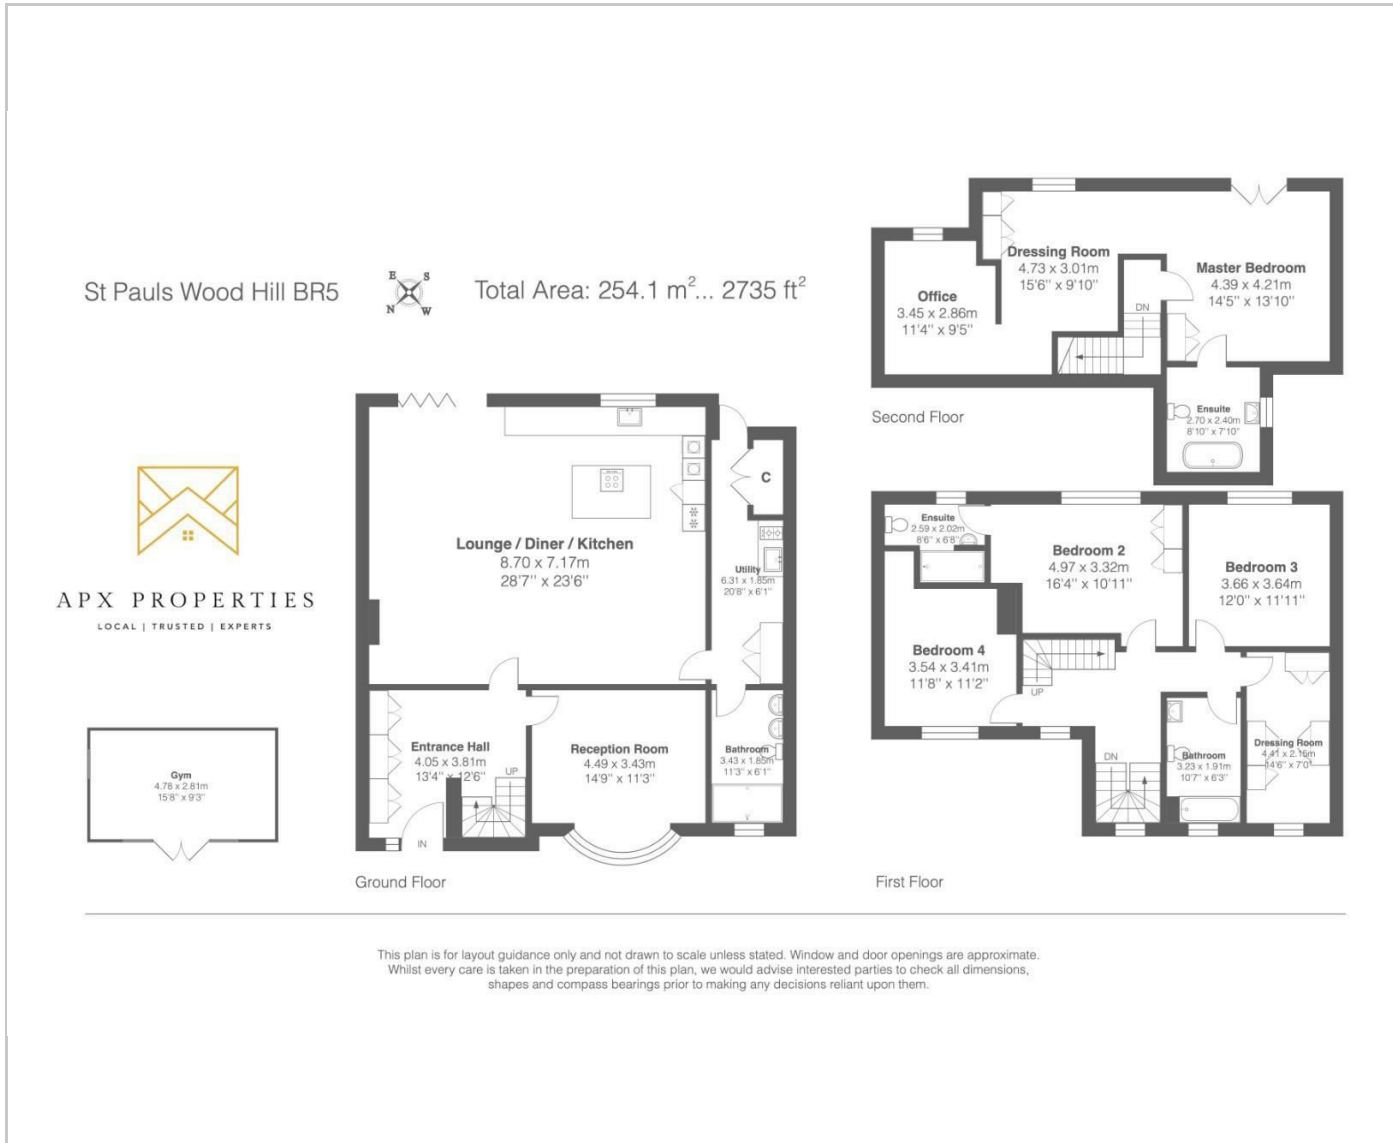 St Pauls Wood Hill BR5
E
S
N
W
Total Area: 254.1 m²... 2735 ft²
APX PROPERTIES
LOCAL | TRUSTED | EXPERTS
Gym
4.78 x 2.81m
15'8'' x 9'3''
Lounge / Diner / Kitchen
8.70 x 7.17m
28'7'' x 23'6''
C
Utility
6.31 x 1.85m
20'8'' x 6'1''
Entrance Hall
4.05 x 3.81m
13'4'' x 12'6''
UP
IN
Reception Room
4.49 x 3.43m
14'9'' x 11'3''
Bathroom
3.43 x 1.85m
11'3'' x 6'1''
Ground Floor
Office
3.45 x 2.86m
11'4'' x 9'5''
Dressing Room
4.73 x 3.01m
15'6'' x 9'10''
DN
Master Bedroom
4.39 x 4.21m
14'5'' x 13'10''
Ensuite
2.70 x 2.40m
8'10'' x 7'10''
Second Floor
Ensuite
2.59 x 2.02m
8'6'' x 6'8''
Bedroom 2
4.97 x 3.32m
16'4'' x 10'11''
Bedroom 3
3.66 x 3.64m
12'0'' x 11'11''
Bedroom 4
3.54 x 3.41m
11'8'' x 11'2''
UP
DN
Bathroom
3.23 x 1.91m
10'7'' x 6'3''
Dressing Room
4.41 x 2.15m
14'6'' x 7'0''
First Floor
This plan is for layout guidance only and not drawn to scale unless stated. Window and door openings are approximate.
Whilst every care is taken in the preparation of this plan, we would advise interested parties to check all dimensions,
shapes and compass bearings prior to making any decisions reliant upon them.